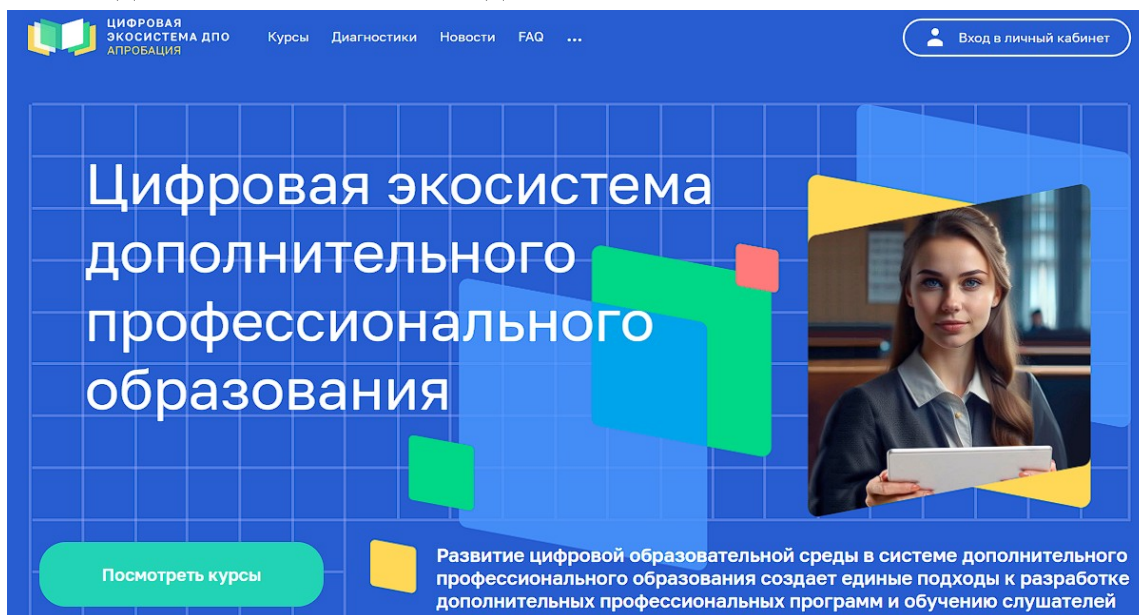 ЦИФРОВАЯ
ЭКОСИСТЕМА ДПО
АПРОБАЦИЯ
Курсы Диагностики Новости FAQ ...
Вход в личный кабинет
Цифровая экосистема
дополнительного
профессионального
образования
Посмотреть курсы
Развитие цифровой образовательной среды в системе дополнительного
профессионального образования создает единые подходы к разработке
дополнительных профессиональных программ и обучению слушателей